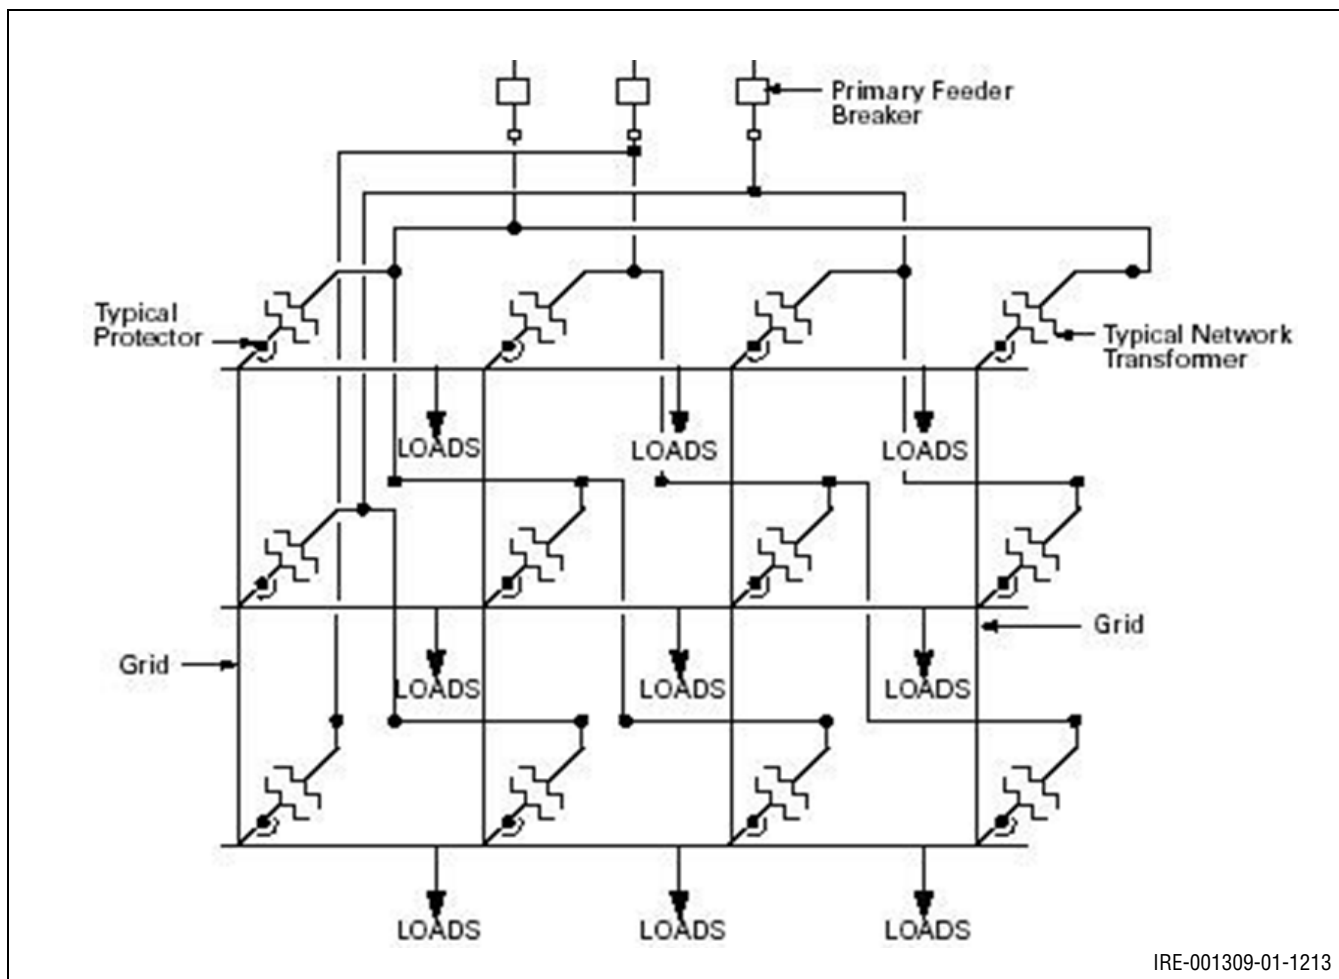 Primary Feeder
Breaker
Typical
Protector
Typical Network
Transformer
LOADS
LOADS
LOADS
Grid
Grid
LOADS
LOADS
LOADS
LOADS
LOADS
LOADS
IRE-001309-01-1213